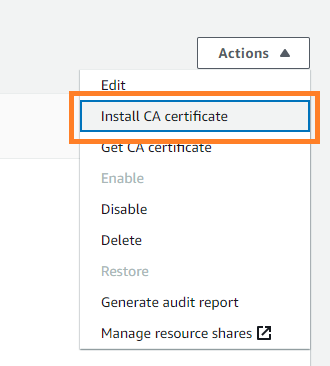 Actions
Edit
Install CA certificate
Get CA certificate
Enable
Disable
Delete
Restore
Generate audit report
Manage resource shares